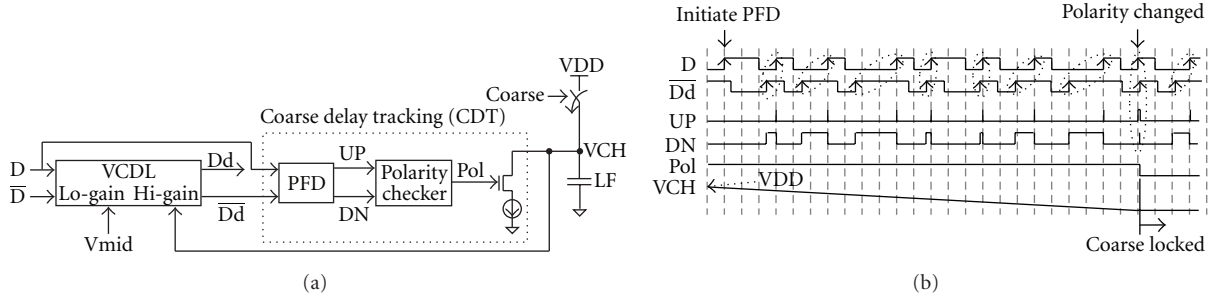 VDD
Coarse
Coarse delay tracking (CDT)
VCH
D
D̅
VCDL
Lo-gain Hi-gain
Dd
D̅d̅
Vmid
PFD
UP
DN
Polarity
checker
Pol
LF
(a)
Initiate PFD
Polarity changed
D
D̅d̅
UP
DN
Pol
VCH
VDD
Coarse locked
(b)